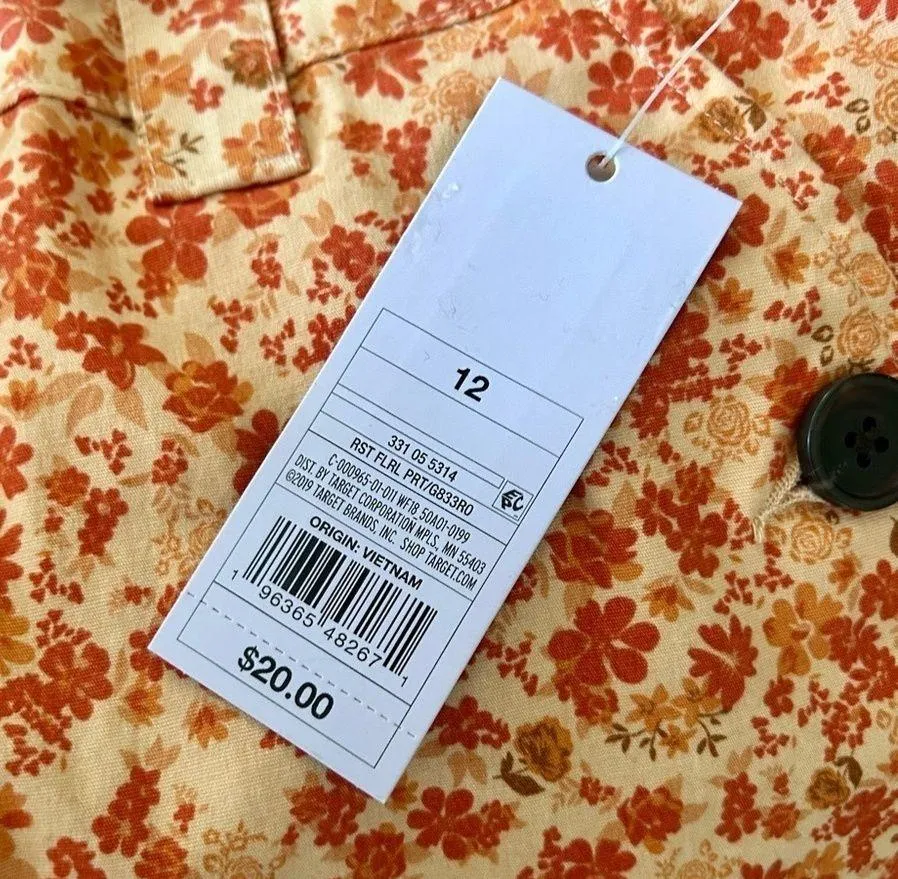 12
331 05 5314
RST FLRL PRT/G833R0
C-000965-01-011 WF18 50A01-0199
DIST. BY TARGET CORPORATION MPLS, MN 55403
©2019 TARGET BRANDS, INC. SHOP TARGET.COM
ORIGIN: VIETNAM
1 96365 48267 1
$20.00